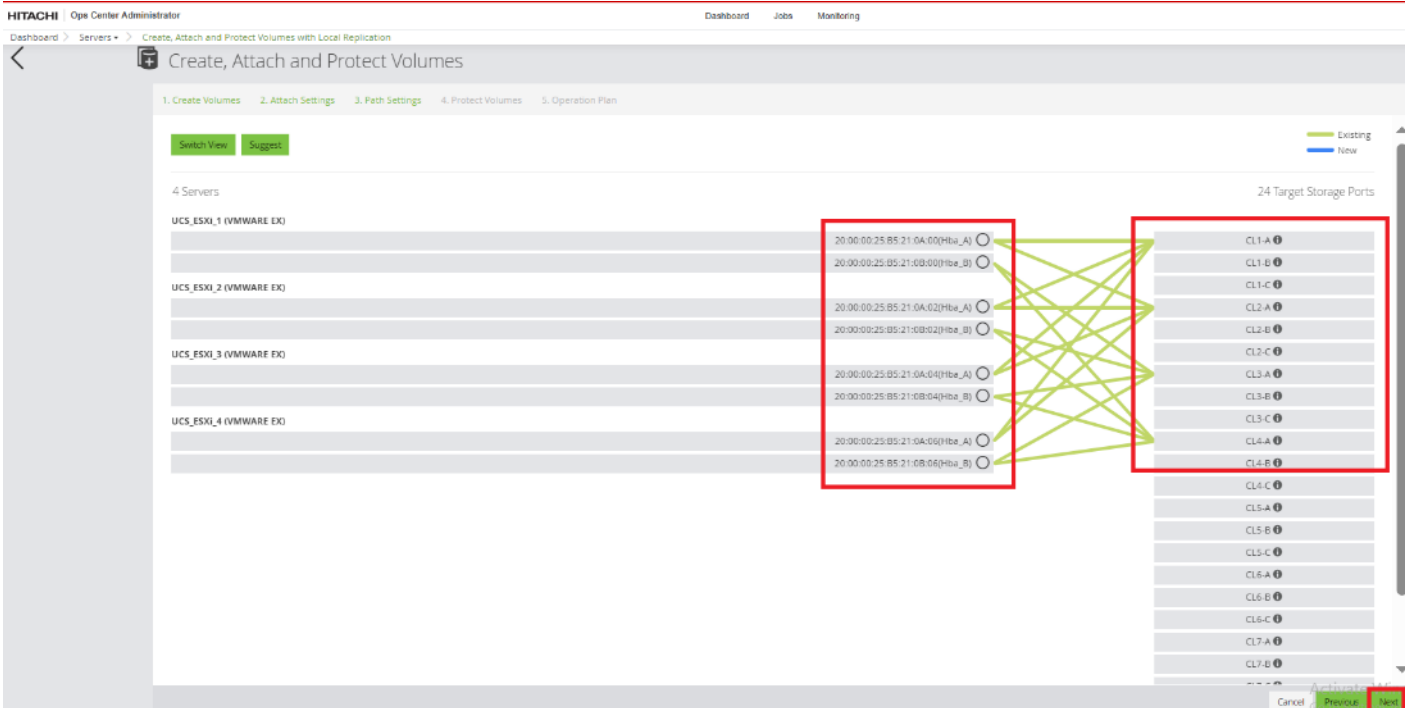 HITACHI Ops Center Administrator Dashboard Jobs Monitoring
Dashboard > Servers > Create, Attach and Protect Volumes with Local Replication
Create, Attach and Protect Volumes
1. Create Volumes 2. Attach Settings 3. Path Settings 4. Protect Volumes 5. Operation Plan
Switch View Suggest
Existing
New
4 Servers 24 Target Storage Ports
UCS_ESXi_1 (VMWARE EX)
20:00:00:25:B5:21:0A:00(Hba_A) CL1-A
20:00:00:25:B5:21:0B:00(Hba_B) CL1-B
CL1-C
UCS_ESXi_2 (VMWARE EX)
20:00:00:25:B5:21:0A:02(Hba_A) CL2-A
20:00:00:25:B5:21:0B:02(Hba_B) CL2-B
CL2-C
UCS_ESXi_3 (VMWARE EX)
20:00:00:25:B5:21:0A:04(Hba_A) CL3-A
20:00:00:25:B5:21:0B:04(Hba_B) CL3-B
CL3-C
UCS_ESXi_4 (VMWARE EX)
20:00:00:25:B5:21:0A:06(Hba_A) CL4-A
20:00:00:25:B5:21:0B:06(Hba_B) CL4-B
CL4-C
CL5-A
CL5-B
CL5-C
CL6-A
CL6-B
CL6-C
CL7-A
CL7-B
Activate
Cancel Previous Next